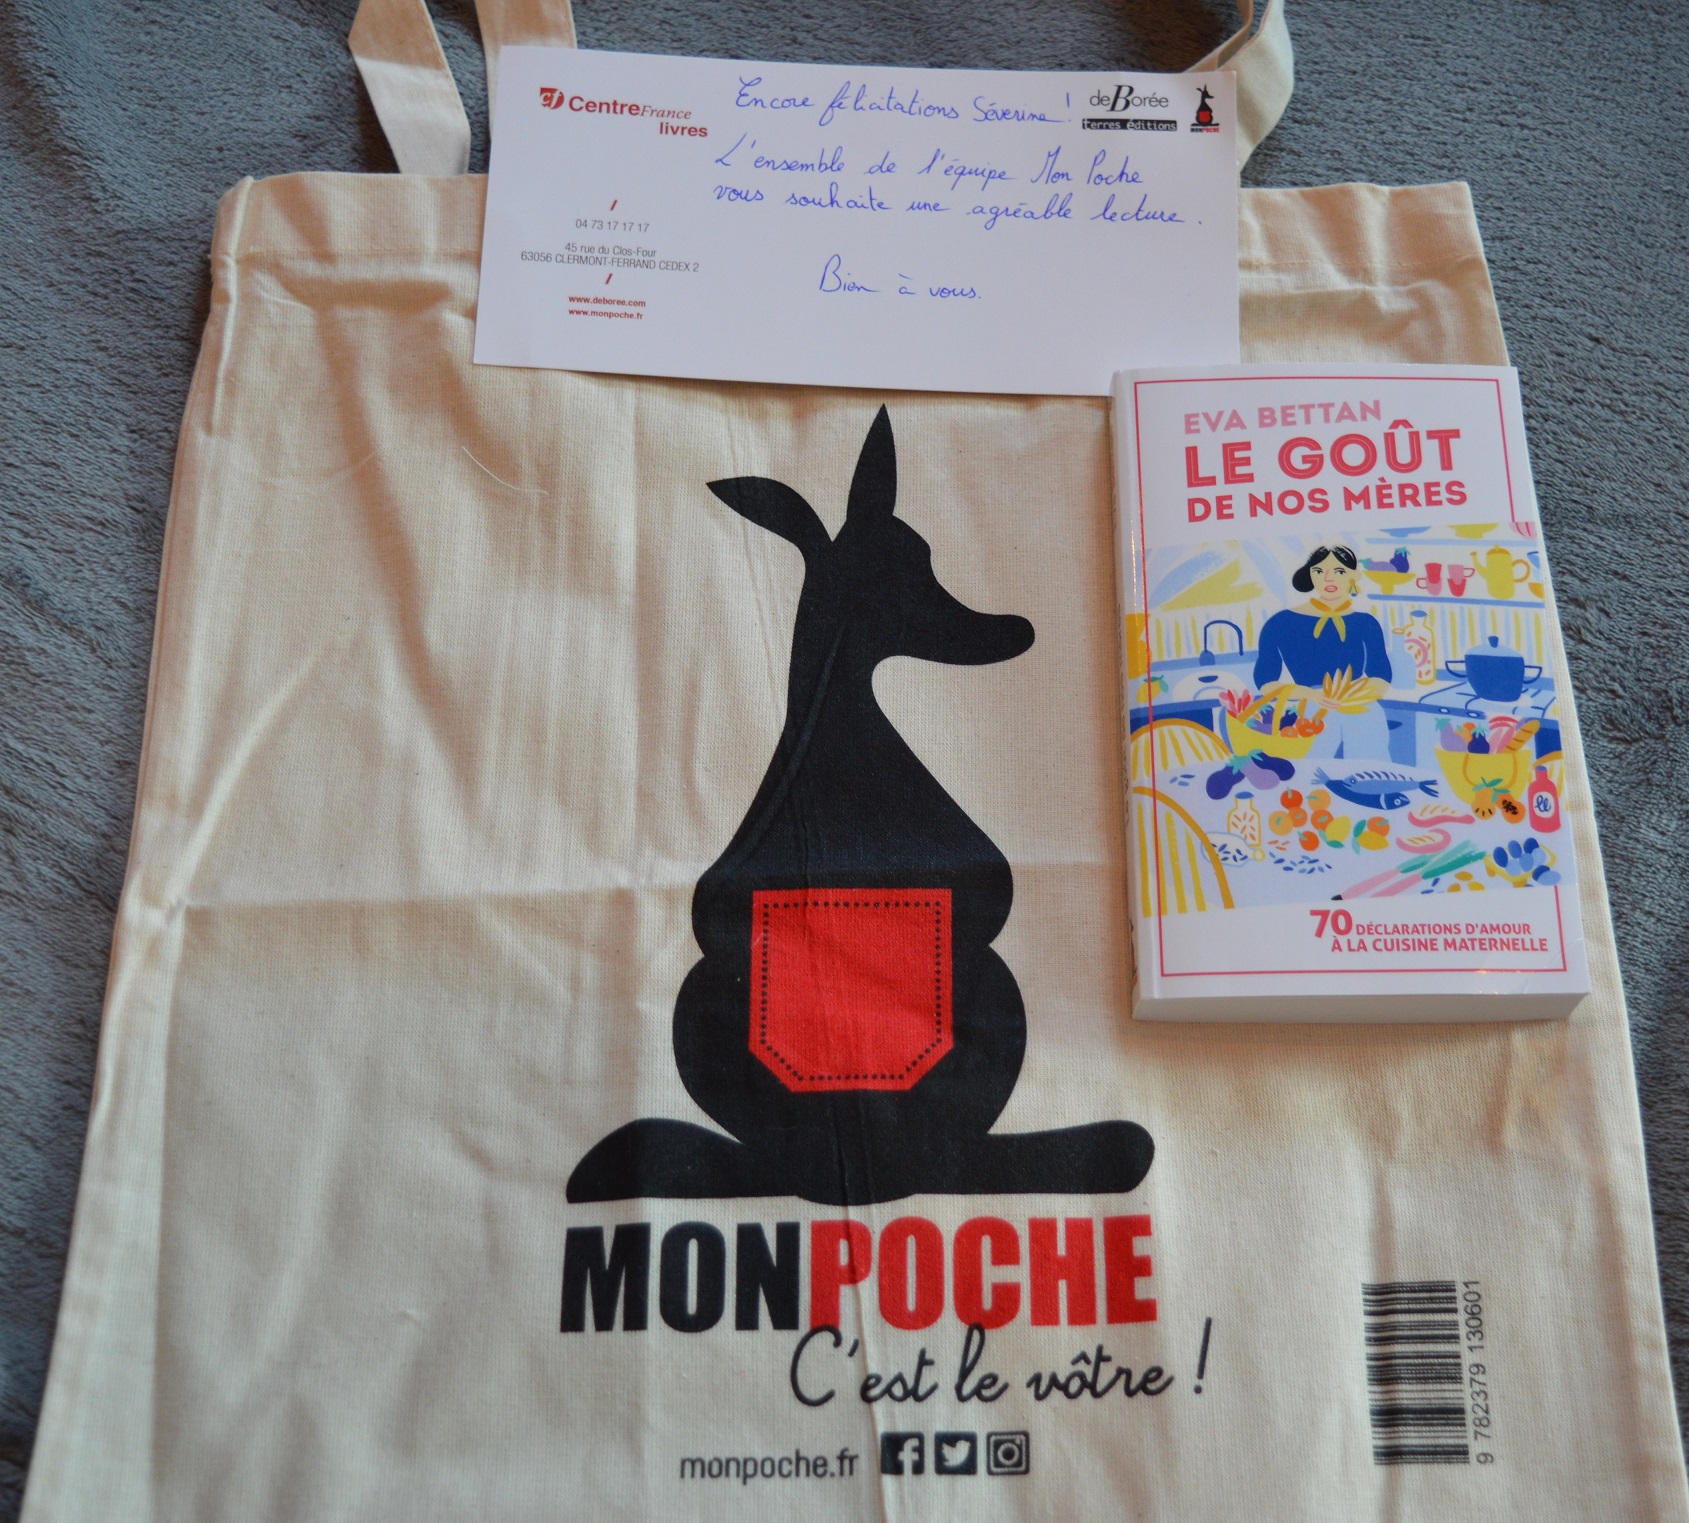 cf CentreFrance
livres
Encore félicitations Séverine !
deBorée
terres éditions
MONPOCHE
L'ensemble de l'équipe Mon Poche
vous souhaite une agréable lecture.
Bien à vous.
/
04 73 17 17 17
45 rue du Clos-Four
63056 CLERMONT-FERRAND CEDEX 2
/
www.deboree.com
www.monpoche.fr
EVA BETTAN
LE GOÛT
DE NOS MÈRES
70 DÉCLARATIONS D'AMOUR
À LA CUISINE MATERNELLE
MONPOCHE
C'est le vôtre !
monpoche.fr
9 782379 130601